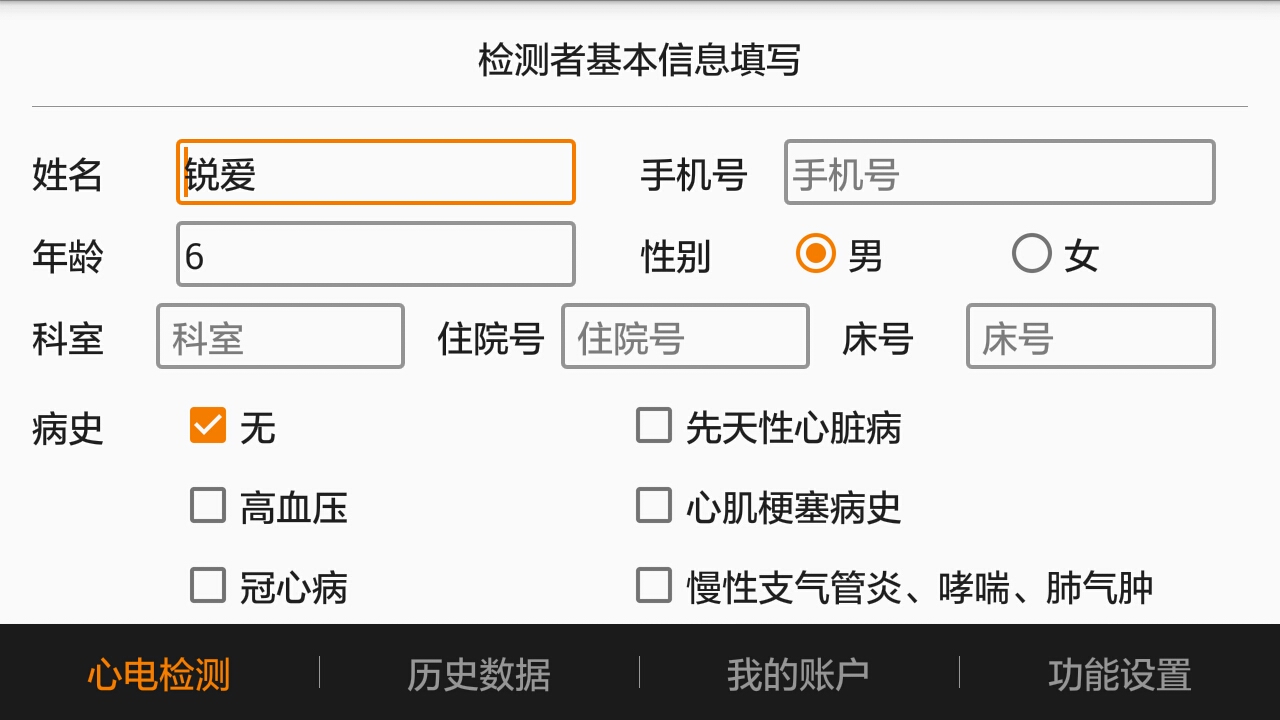 检测者基本信息填写
姓名 锐爱 手机号 手机号
年龄 6 性别 男 女
科室 科室 住院号 住院号 床号 床号
病史 无 先天性心脏病
高血压 心肌梗塞病史
冠心病 慢性支气管炎、哮喘、肺气肿
心电检测 历史数据 我的账户 功能设置